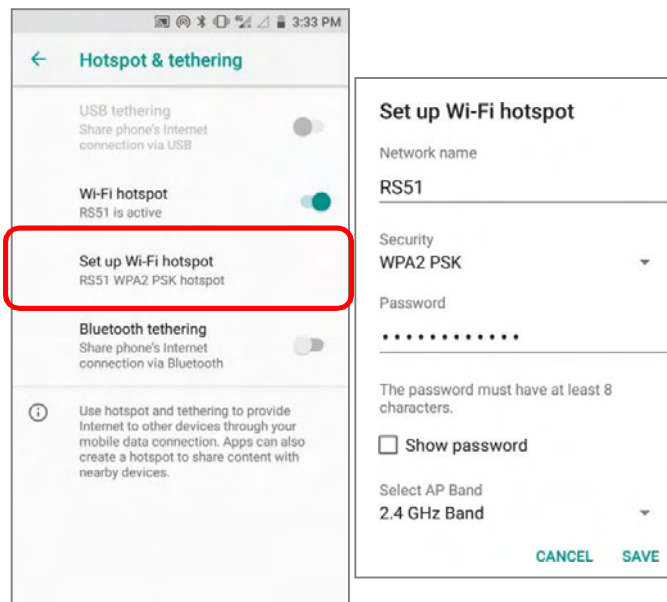 3:33 PM
Hotspot & tethering
USB tethering
Share phone's Internet
connection via USB
Wi-Fi hotspot
RS51 is active
Set up Wi-Fi hotspot
RS51 WPA2 PSK hotspot
Bluetooth tethering
Share phone's Internet
connection via Bluetooth
Use hotspot and tethering to provide
Internet to other devices through your
mobile data connection. Apps can also
create a hotspot to share content with
nearby devices.
Set up Wi-Fi hotspot
Network name
RS51
Security
WPA2 PSK
Password
••••••••••••
The password must have at least 8
characters.
Show password
Select AP Band
2.4 GHz Band
CANCEL SAVE